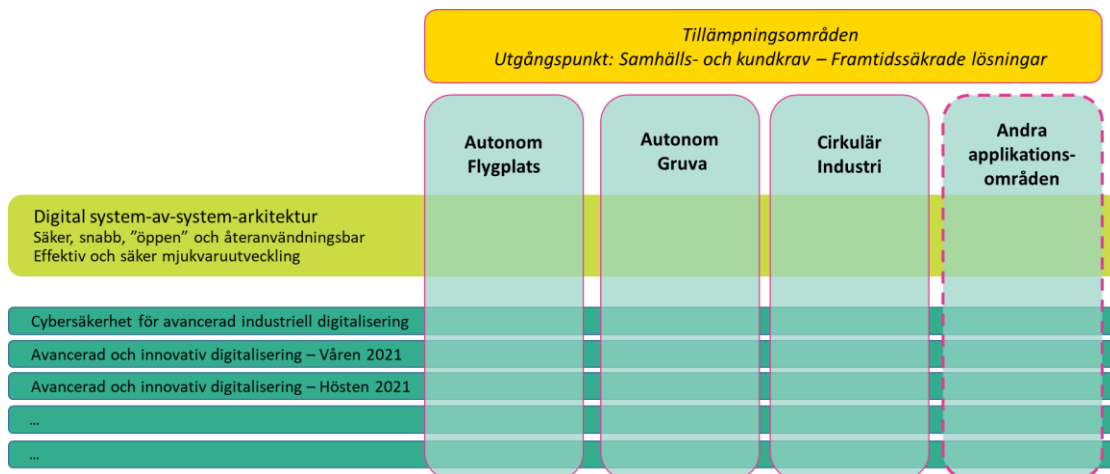 Tillämpningsområden
Utgångspunkt: Samhälls- och kundkrav – Framtidssäkrade lösningar
Autonom
Flygplats
Autonom
Gruva
Cirkulär
Industri
Andra
applikations-
områden
Digital system-av-system-arkitektur
Säker, snabb, ”öppen” och återanvändningsbar
Effektiv och säker mjukvaruutveckling
Cybersäkerhet för avancerad industriell digitalisering
Avancerad och innovativ digitalisering – Våren 2021
Avancerad och innovativ digitalisering – Hösten 2021
...
...